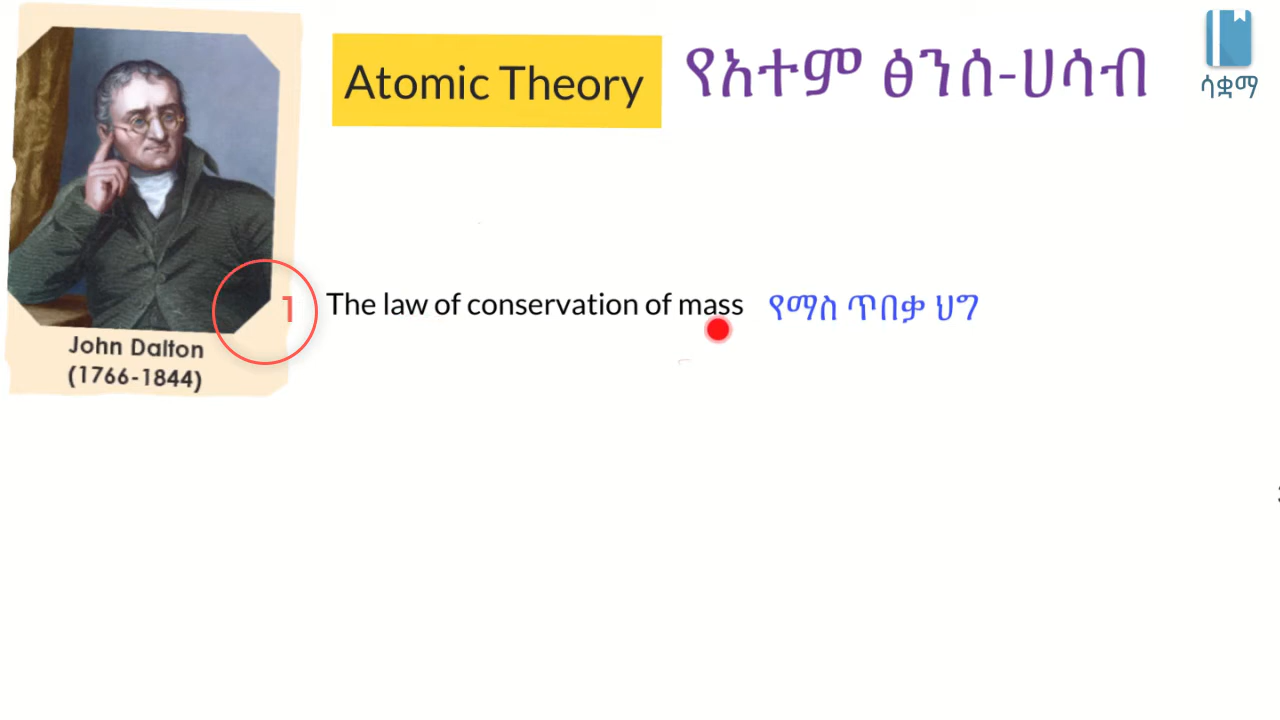 Atomic Theory የአተም ፅንሰ-ሀሳብ
ሳቋማ
1 The law of conservation of mass የማስ ጥበቃ ህግ
John Dalton
(1766-1844)